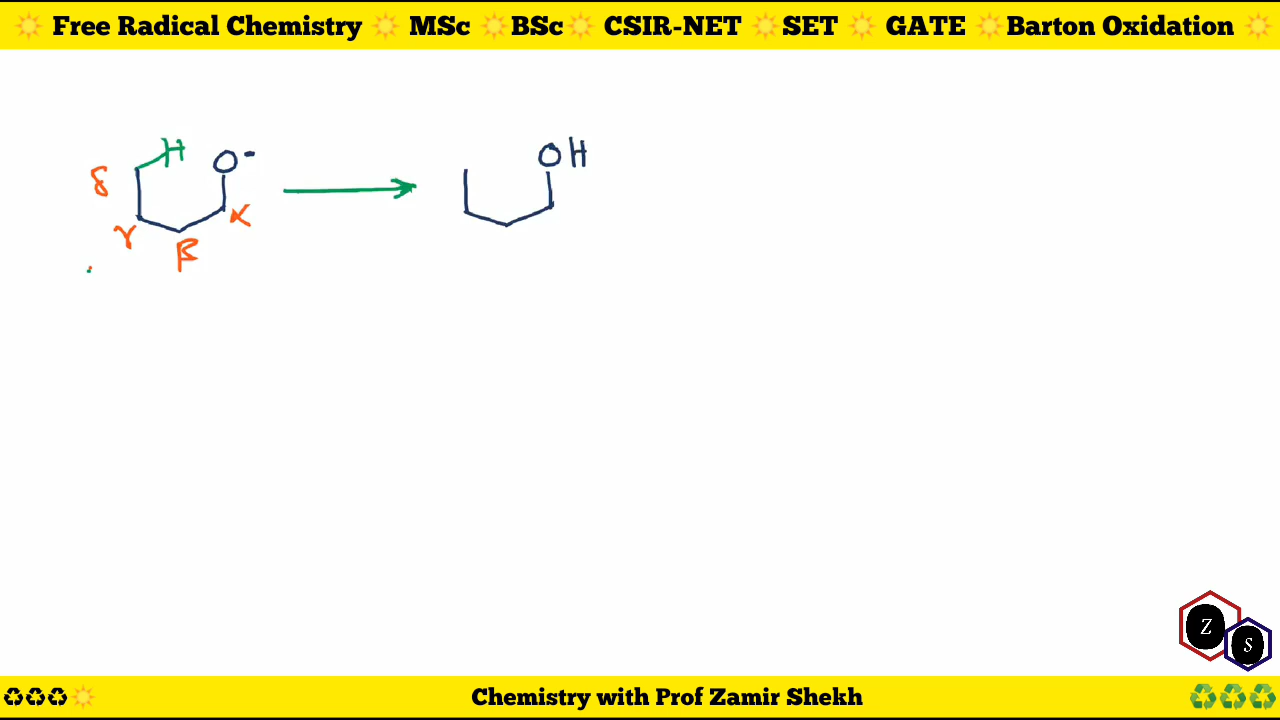 ☀ Free Radical Chemistry ☀ MSc ☀ BSc ☀ CSIR-NET ☀ SET ☀ GATE ☀ Barton Oxidation ☀
H O• OH
δ
α
γ
β
Z
S
♻♻♻☀ Chemistry with Prof Zamir Shekh ♻♻♻